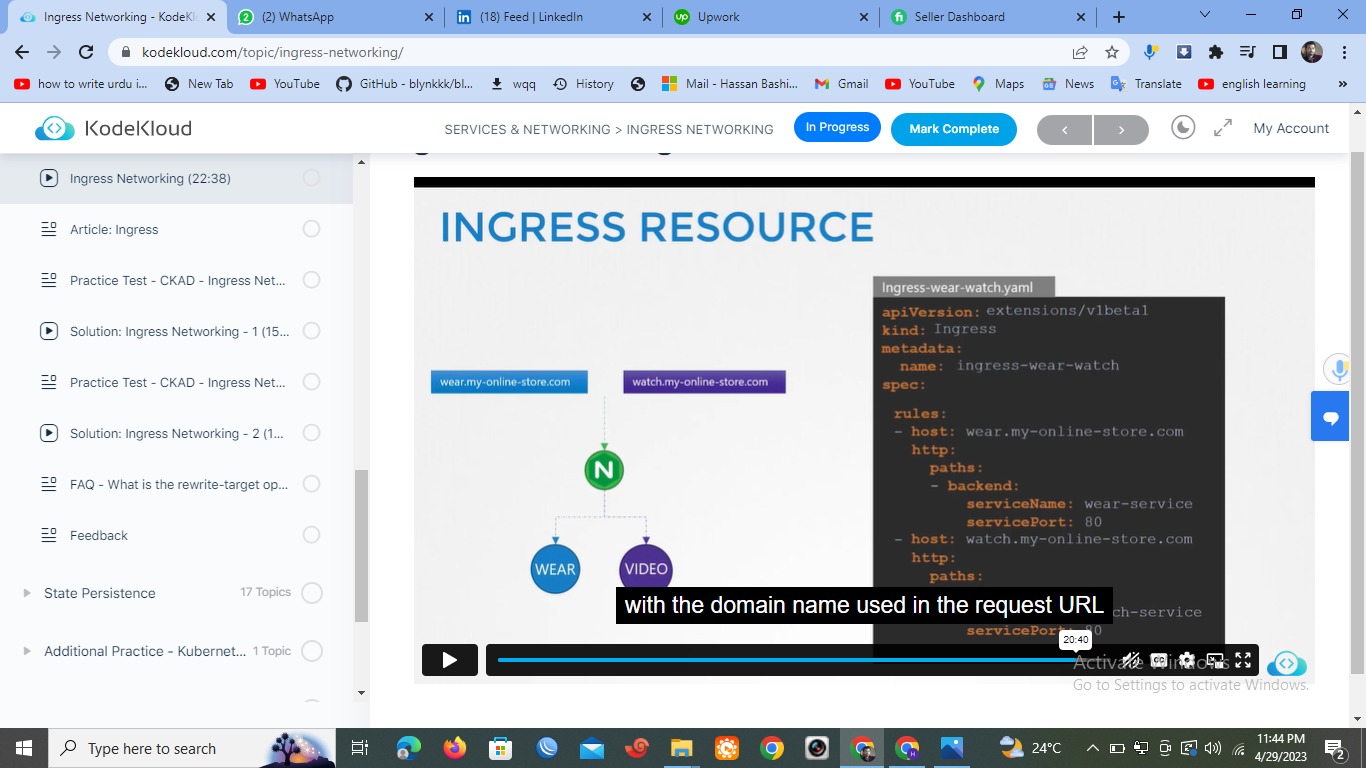 Ingress Networking - KodeKl
(2) WhatsApp
(18) Feed | LinkedIn
Upwork
Seller Dashboard
kodekloud.com/topic/ingress-networking/
how to write urdu i...
New Tab
YouTube
GitHub - blynkkk/bl...
wqq
History
Mail - Hassan Bashi...
Gmail
YouTube
Maps
News
Translate
english learning
»
KodeKloud
SERVICES & NETWORKING > INGRESS NETWORKING
In Progress
Mark Complete
My Account
Ingress Networking (22:38)
Article: Ingress
Practice Test - CKAD - Ingress Net...
Solution: Ingress Networking - 1 (15...
Practice Test - CKAD - Ingress Net...
Solution: Ingress Networking - 2 (1...
FAQ - What is the rewrite-target op...
Feedback
State Persistence
17 Topics
Additional Practice - Kubernet...
1 Topic
INGRESS RESOURCE
wear.my-online-store.com
watch.my-online-store.com
N
WEAR
VIDEO
Ingress-wear-watch.yaml
apiVersion: extensions/v1beta1
kind: Ingress
metadata:
name: ingress-wear-watch
spec:
rules:
- host: wear.my-online-store.com
http:
paths:
- backend:
serviceName: wear-service
servicePort: 80
- host: watch.my-online-store.com
http:
paths:
ch-service
servicePort: 80
with the domain name used in the request URL
20:40
Activate Windows
Go to Settings to activate Windows.
Type here to search
24°C
11:44 PM
4/29/2023
2